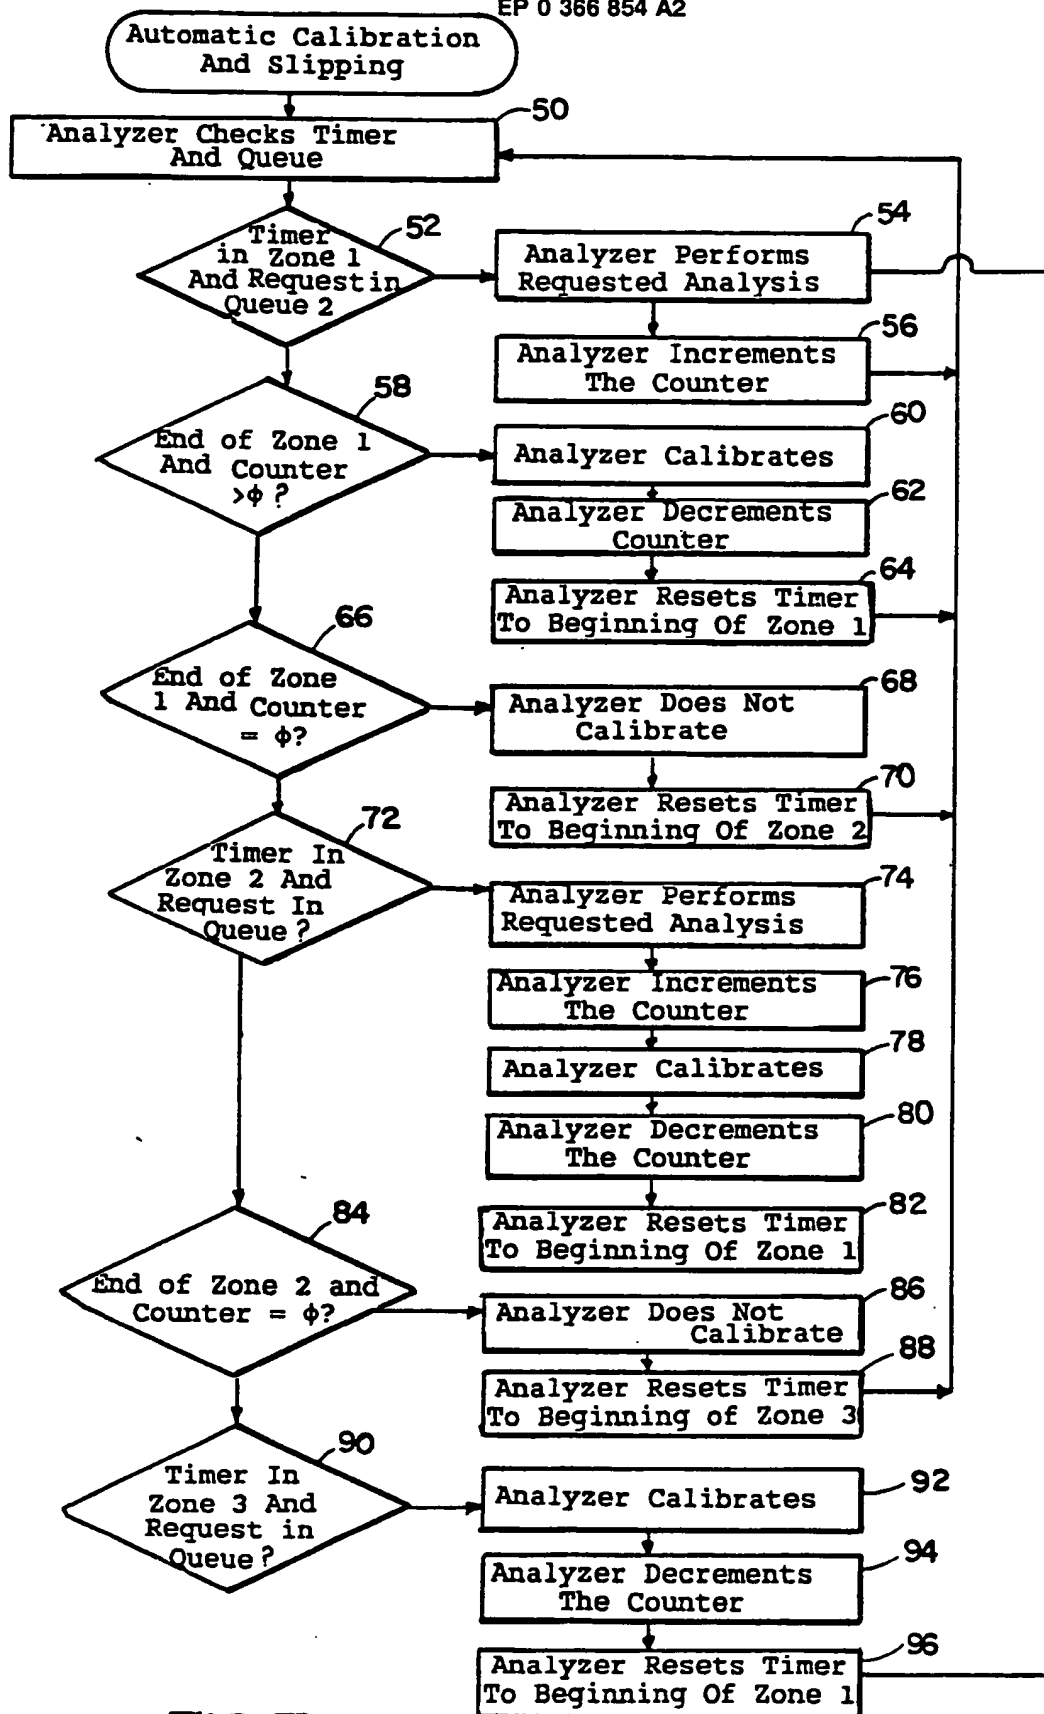 EP 0 366 854 A2
Automatic Calibration
And Slipping
50
Analyzer Checks Timer
And Queue
52
Timer
in Zone 1
And Request in
Queue 2
54
Analyzer Performs
Requested Analysis
56
Analyzer Increments
The Counter
58
End of Zone 1
And Counter
>ϕ ?
60
Analyzer Calibrates
62
Analyzer Decrements
Counter
64
Analyzer Resets Timer
To Beginning Of Zone 1
66
End of Zone
1 And Counter
= ϕ?
68
Analyzer Does Not
Calibrate
70
Analyzer Resets Timer
To Beginning Of Zone 2
72
Timer In
Zone 2 And
Request In
Queue ?
74
Analyzer Performs
Requested Analysis
76
Analyzer Increments
The Counter
78
Analyzer Calibrates
80
Analyzer Decrements
The Counter
82
Analyzer Resets Timer
To Beginning Of Zone 1
84
End of Zone 2 and
Counter = ϕ?
86
Analyzer Does Not
Calibrate
88
Analyzer Resets Timer
To Beginning of Zone 3
90
Timer In
Zone 3 And
Request in
Queue ?
92
Analyzer Calibrates
94
Analyzer Decrements
The Counter
96
Analyzer Resets Timer
To Beginning Of Zone 1